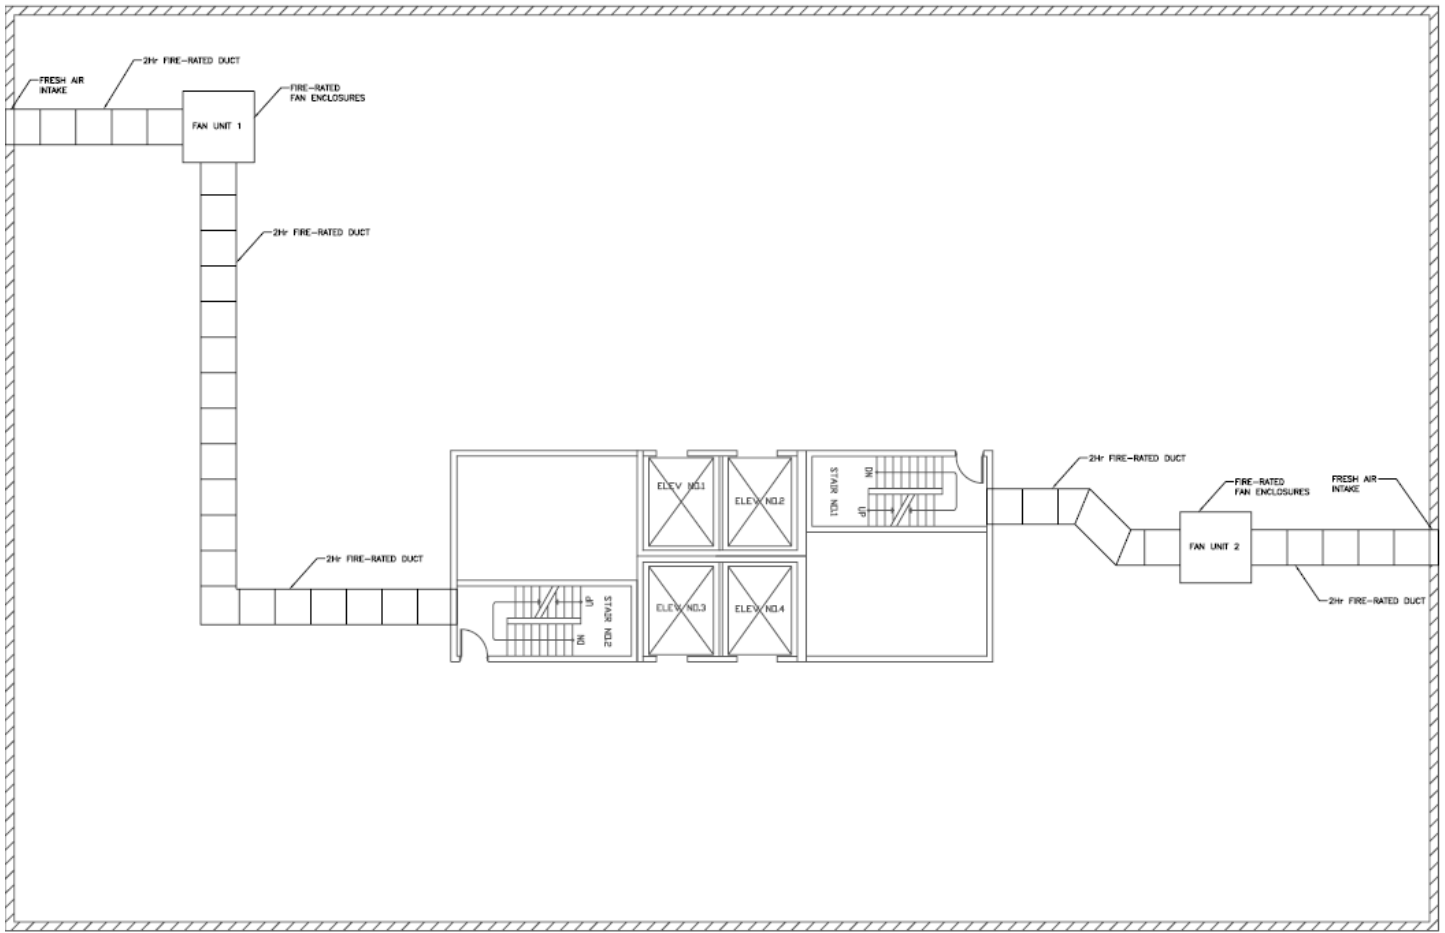 2Hr FIRE-RATED DUCT
FRESH AIR
INTAKE
FIRE-RATED
FAN ENCLOSURES
FAN UNIT 1
2Hr FIRE-RATED DUCT
2Hr FIRE-RATED DUCT
ELEV NO.1
ELEV NO.2
STAIR NO.1
DN
UP
2Hr FIRE-RATED DUCT
FIRE-RATED
FAN ENCLOSURES
FRESH AIR
INTAKE
FAN UNIT 2
2Hr FIRE-RATED DUCT
UP
DN
STAIR NO.2
ELEV NO.3
ELEV NO.4